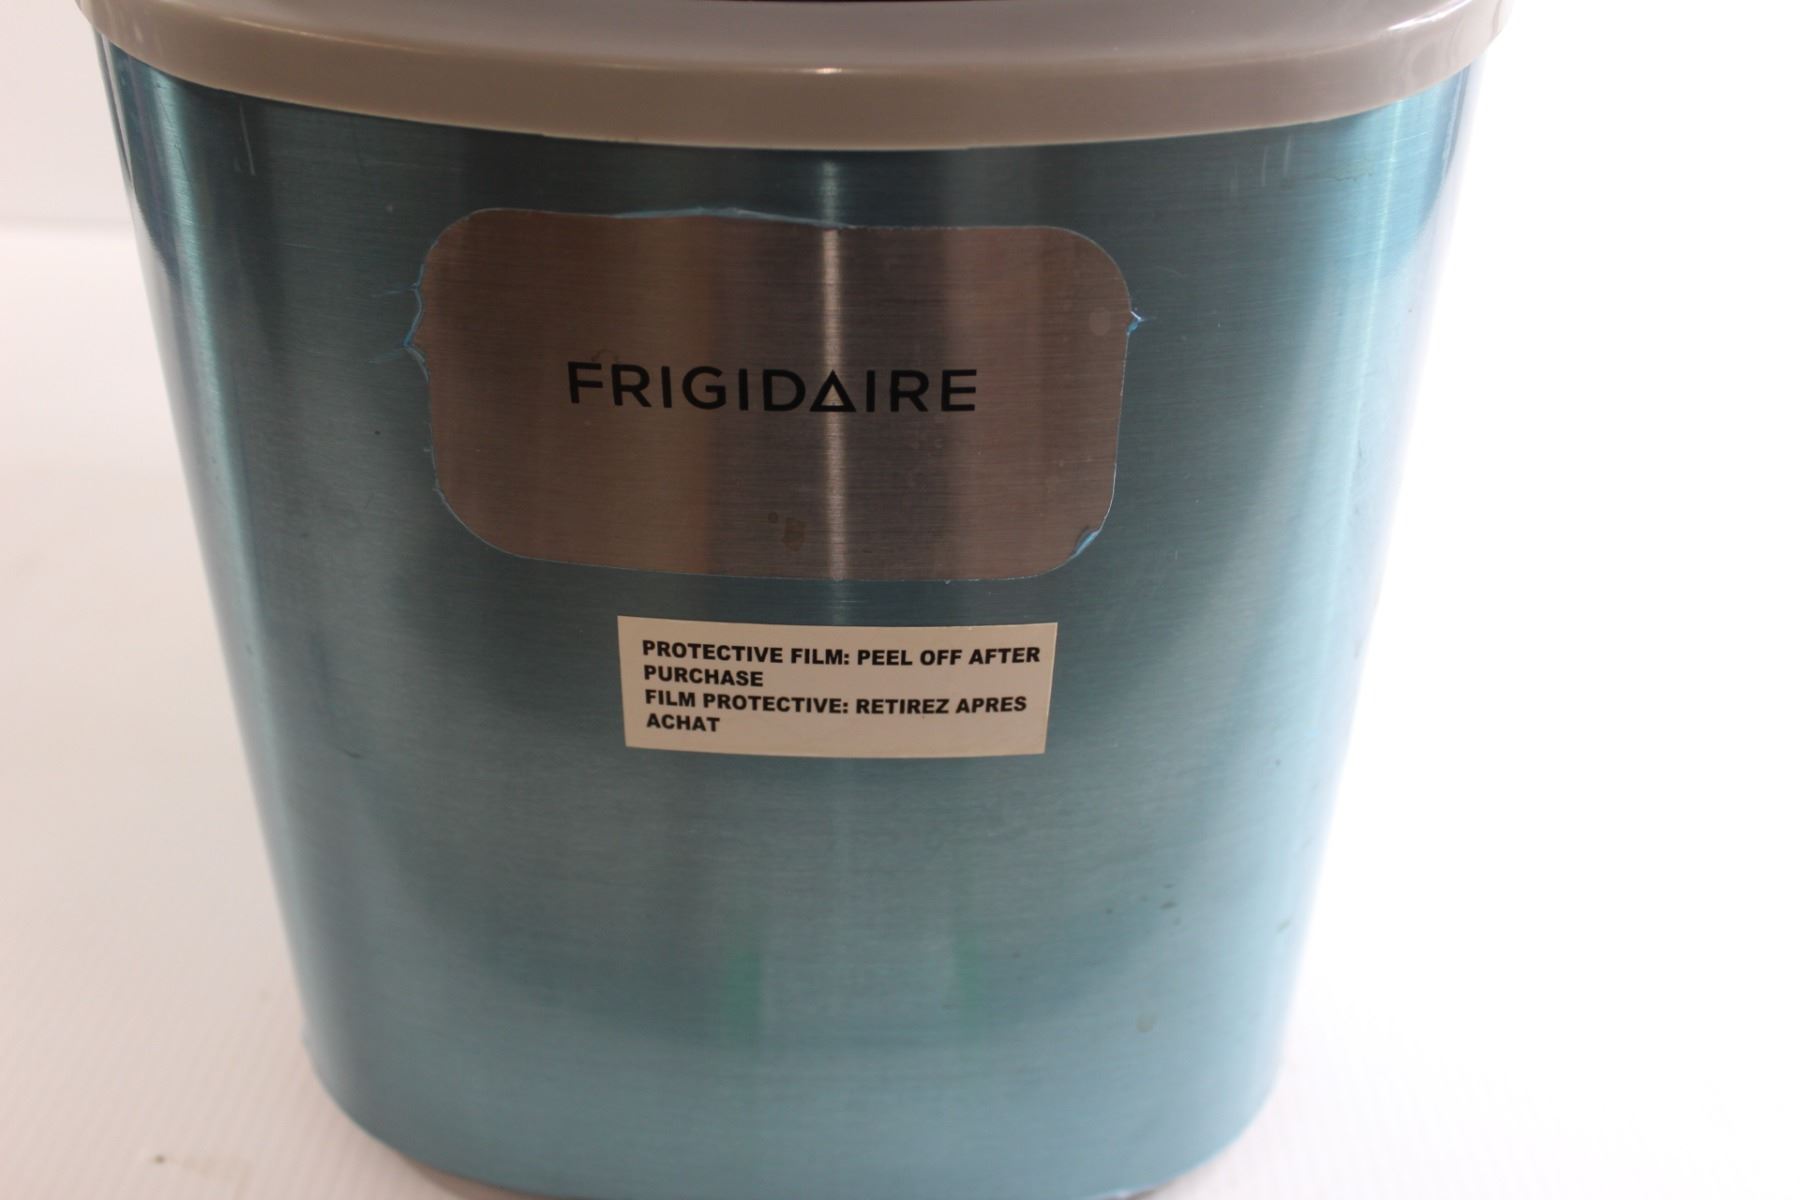 FRIGIDAIRE
PROTECTIVE FILM: PEEL OFF AFTER
PURCHASE
FILM PROTECTIVE: RETIREZ APRES
ACHAT